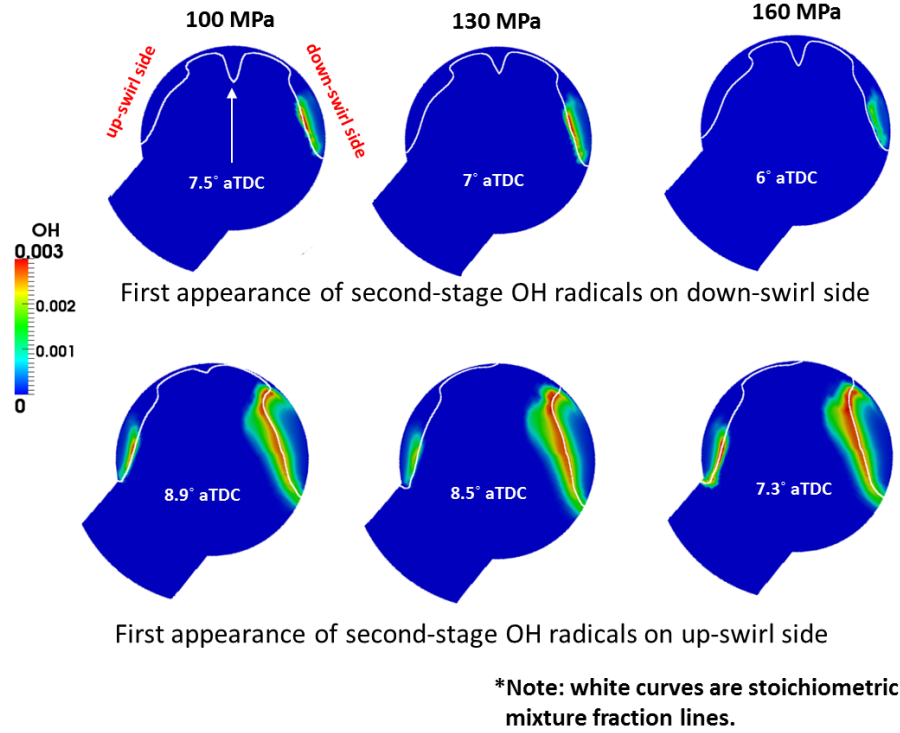 100 MPa
130 MPa
160 MPa
up-swirl side
down-swirl side
7.5° aTDC
7° aTDC
6° aTDC
OH
0.003
0.002
0.001
0
First appearance of second-stage OH radicals on down-swirl side
8.9° aTDC
8.5° aTDC
7.3° aTDC
First appearance of second-stage OH radicals on up-swirl side
*Note: white curves are stoichiometric
mixture fraction lines.